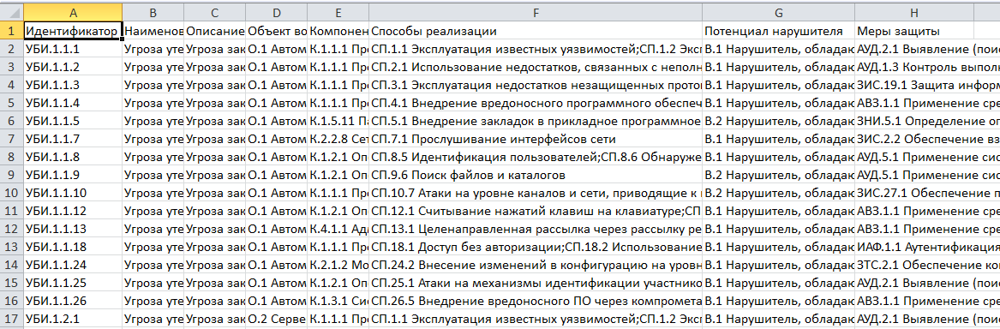 A B C D E F G H
1 Идентификатор Наименов Описание Объект во Компонен Способы реализации Потенциал нарушителя Меры защиты
2 УБИ.1.1.1 Угроза уте Угроза зак О.1 Автом К.1.1.1 Пр СП.1.1 Эксплуатация известных уязвимостей;СП.1.2 Экс В.1 Нарушитель, облада АУД.2.1 Выявление (пои
3 УБИ.1.1.2 Угроза уте Угроза зак О.1 Автом К.1.1.1 Пр СП.2.1 Использование недостатков, связанных с неполн В.1 Нарушитель, облада АУД.1.3 Контроль выпол
4 УБИ.1.1.3 Угроза уте Угроза зак О.1 Автом К.1.1.1 Пр СП.3.1 Эксплуатация недостатков незащищенных прото В.1 Нарушитель, облада ЗИС.19.1 Защита информ
5 УБИ.1.1.4 Угроза уте Угроза зак О.1 Автом К.1.1.1 Пр СП.4.1 Внедрение вредоносного программного обеспеч В.1 Нарушитель, облада АВЗ.1.1 Применение сре
6 УБИ.1.1.5 Угроза уте Угроза зак О.1 Автом К.1.5.11 Па СП.5.1 Внедрение закладок в прикладное программное В.2 Нарушитель, облада ЗНИ.5.1 Определение оп
7 УБИ.1.1.7 Угроза уте Угроза зак О.1 Автом К.2.2.8 Сет СП.7.1 Прослушивание интерфейсов сети В.1 Нарушитель, облада ЗИС.2.2 Обеспечение вз
8 УБИ.1.1.8 Угроза уте Угроза зак О.1 Автом К.1.2.1 Оп СП.8.5 Идентификация пользователей;СП.8.6 Обнаруже В.1 Нарушитель, облада АУД.5.1 Применение сис
9 УБИ.1.1.9 Угроза уте Угроза зак О.1 Автом К.1.2.1 Оп СП.9.6 Поиск файлов и каталогов В.2 Нарушитель, облада АУД.5.1 Применение сис
10 УБИ.1.1.10 Угроза уте Угроза зак О.1 Автом К.1.1.1 Пр СП.10.7 Атаки на уровне каналов и сети, приводящие к В.2 Нарушитель, облада ЗИС.27.1 Обеспечение п
11 УБИ.1.1.12 Угроза уте Угроза зак О.1 Автом К.1.2.1 Оп СП.12.1 Считывание нажатий клавиш на клавиатуре;СП В.1 Нарушитель, облада АВЗ.1.1 Применение сре
12 УБИ.1.1.13 Угроза уте Угроза зак О.1 Автом К.4.1.1 Ад СП.13.1 Целенаправленная рассылка через рассылку ре В.1 Нарушитель, облада АВЗ.1.1 Применение сре
13 УБИ.1.1.18 Угроза уте Угроза зак О.1 Автом К.1.1.1 Пр СП.18.1 Доступ без авторизации;СП.18.2 Использование В.1 Нарушитель, облада ИАФ.1.1 Аутентификация
14 УБИ.1.1.24 Угроза уте Угроза зак О.1 Автом К.2.1.2 Мо СП.24.2 Внесение изменений в конфигурацию на уровн В.1 Нарушитель, облада ЗТС.2.1 Обеспечение ко
15 УБИ.1.1.25 Угроза уте Угроза зак О.1 Автом К.1.2.1 Оп СП.25.1 Атаки на механизмы идентификации участнико В.1 Нарушитель, облада АУД.2.1 Выявление (пои
16 УБИ.1.1.26 Угроза уте Угроза зак О.1 Автом К.1.3.1 Сис СП.26.5 Внедрение вредоносного ПО через компромета В.1 Нарушитель, облада АВЗ.1.1 Применение сре
17 УБИ.1.2.1 Угроза уте Угроза зак О.2 Серве К.1.1.1 Пр СП.1.1 Эксплуатация известных уязвимостей;СП.1.2 Экс В.1 Нарушитель, облада АУД.2.1 Выявление (пои